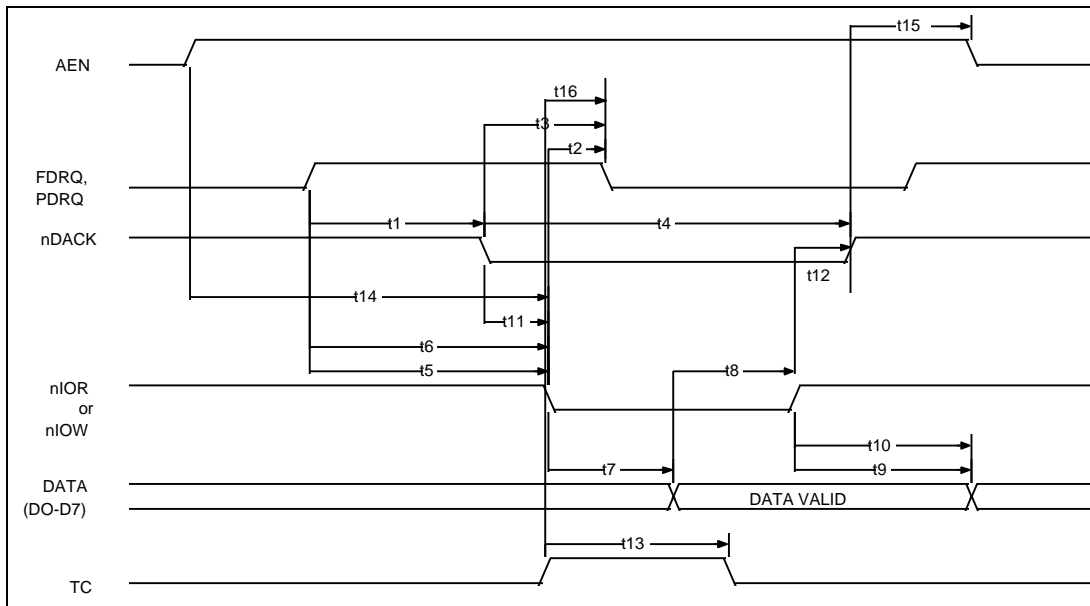 t15
AEN
t16
t3
t2
FDRQ,
PDRQ
t1
t4
nDACK
t12
t14
t11
t6
t5
t8
nIOR
or
nIOW
t10
t7
t9
DATA
(DO-D7)
DATA VALID
t13
TC